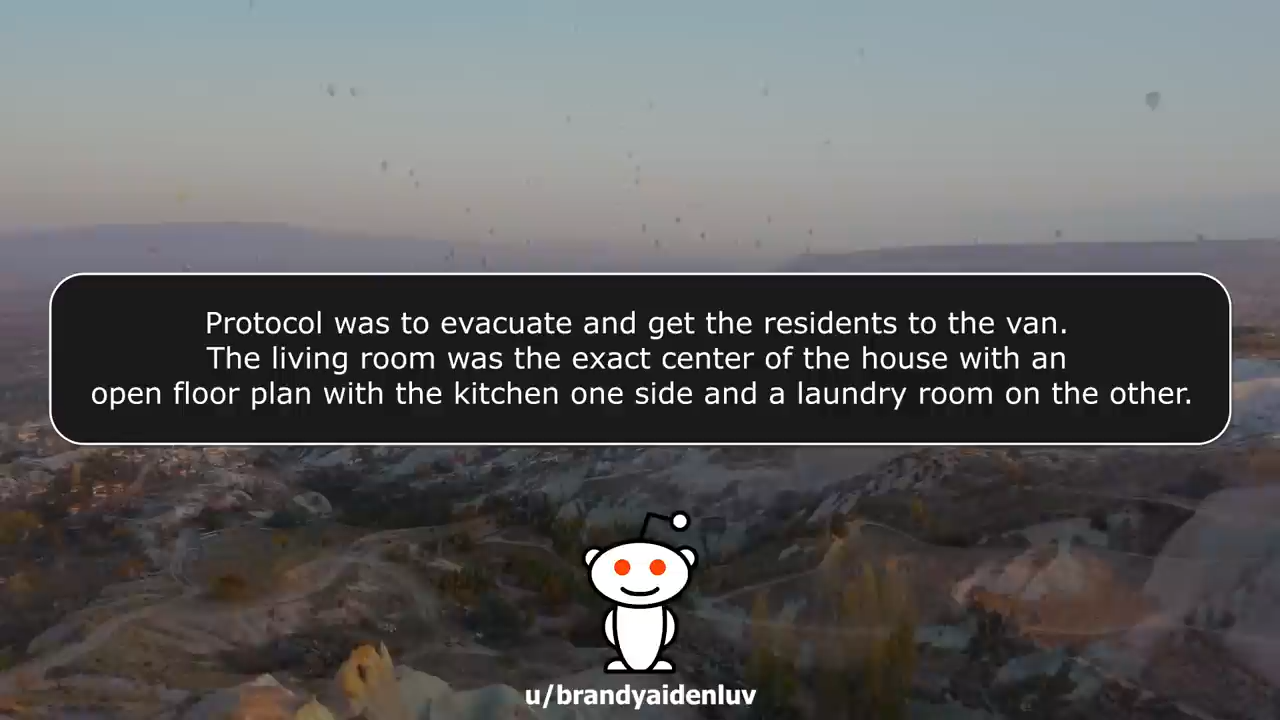 Protocol was to evacuate and get the residents to the van.
The living room was the exact center of the house with an
open floor plan with the kitchen one side and a laundry room on the other.
u/brandyaidenluv